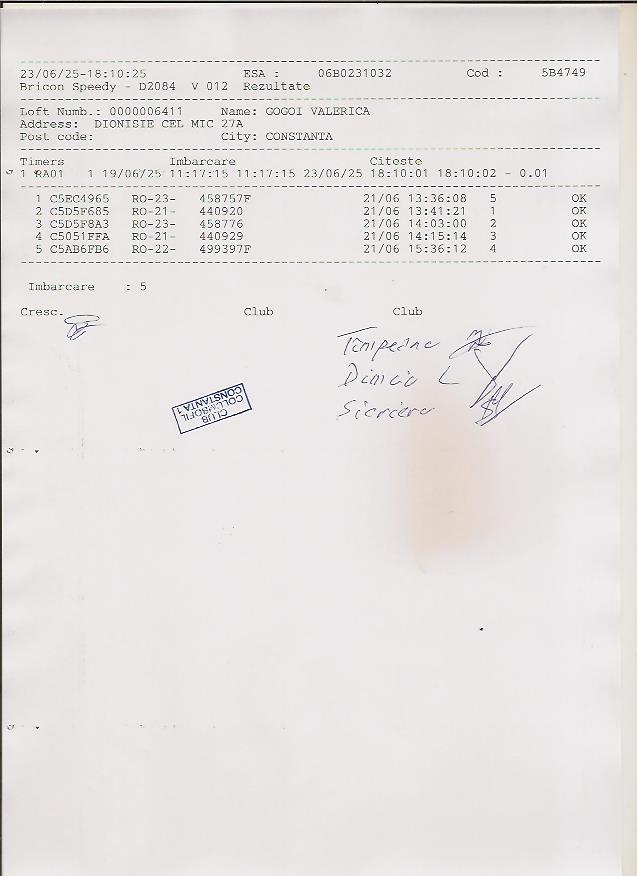 23/06/25-18:10:25 ESA : 06B0231032 Cod : 5B4749
Bricon Speedy - D2084 V 012 Rezultate
Loft Numb.: 0000006411 Name: GOGOI VALERICA
Address: DIONISIE CEL MIC 27A
Post code: City: CONSTANTA
Timers Imbarcare Citeste
1 RA01 1 19/06/25 11:17:15 11:17:15 23/06/25 18:10:01 18:10:02 - 0.01
1 C5EC4965 RO-23- 458757F 21/06 13:36:08 5 OK
2 C5D5F685 RO-21- 440920 21/06 13:41:21 1 OK
3 C5D5F8A3 RO-23- 458776 21/06 14:03:00 2 OK
4 C5051FFA RO-21- 440929 21/06 14:15:14 3 OK
5 C5AB6FB6 RO-22- 499397F 21/06 15:36:12 4 OK
Imbarcare : 5
Cresc. Club Club
CLUB
COLUMBOFIL
CONSTANTA 1